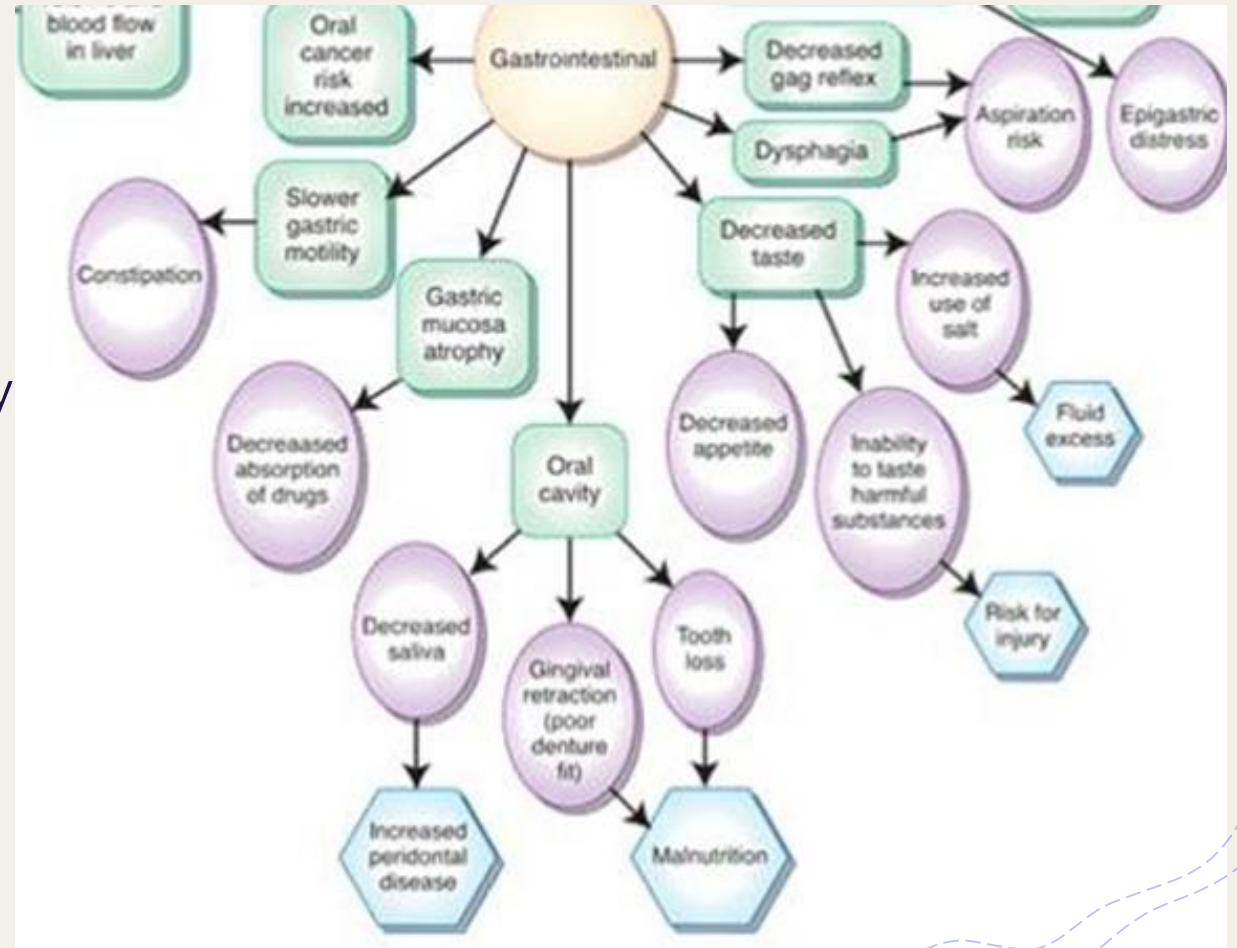 blood flow
in liver
Oral
cancer
risk
increased
Gastrointestinal
Decreased
gag reflex
Aspiration
risk
Epigastric
distress
Dysphagia
Slower
gastric
motility
Constipation
Decreased
taste
Increased
use of
salt
Gastric
mucosa
atrophy
Fluid
excess
Decreaased
absorption
of drugs
Decreased
appetite
Inability
to taste
harmful
substances
Oral
cavity
Risk for
injury
Decreased
saliva
Gingival
retraction
(poor
denture
fit)
Tooth
loss
Increased
peridontal
disease
Malnutrition